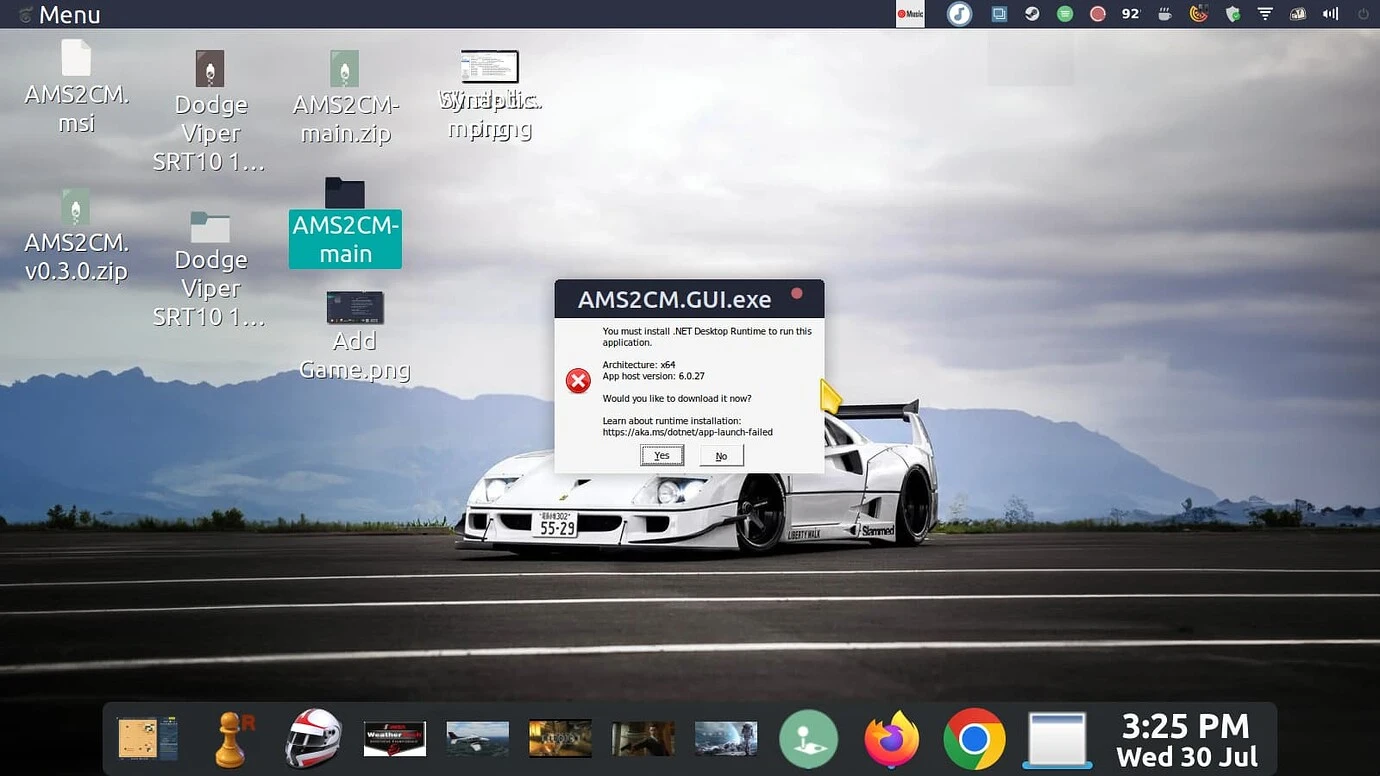 Menu
Music
92°
AMS2CM.
msi
Dodge
Viper
SRT10 1...
AMS2CM-
main.zip
AMS2CM.
v0.3.0.zip
Dodge
Viper
SRT10 1...
AMS2CM-
main
Add
Game.png
AMS2CM.GUI.exe
You must install .NET Desktop Runtime to run this
application.
Architecture: x64
App host version: 6.0.27
Would you like to download it now?
Learn about runtime installation:
https://aka.ms/dotnet/app-launch-failed
Yes
No
55-29
LIBERTY WALK
Slammed
R
WeatherTech
3:25 PM
Wed 30 Jul